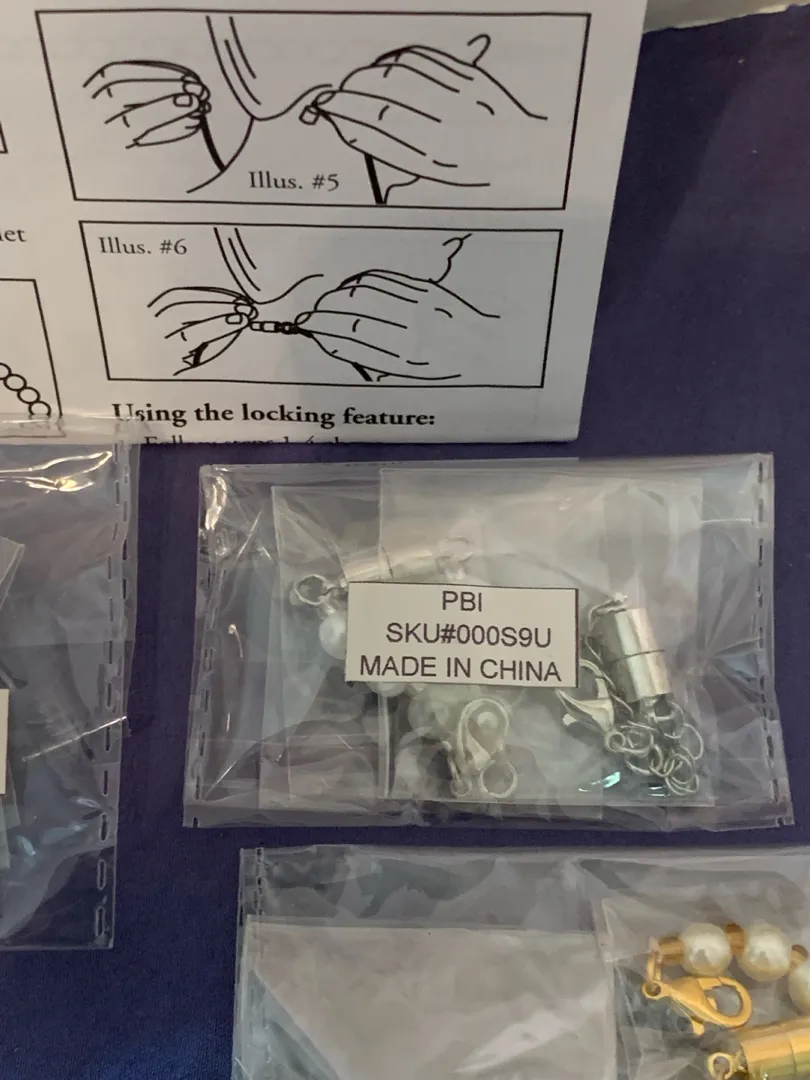 Illus. #5
Illus. #6
Using the locking feature:
PBI
SKU#000S9U
MADE IN CHINA